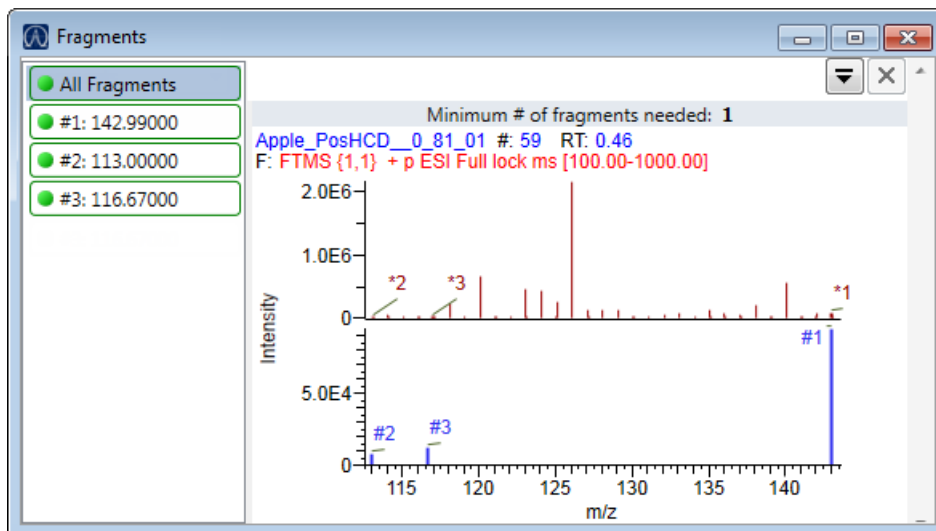 Fragments
All Fragments
#1: 142.99000
#2: 113.00000
#3: 116.67000
Minimum # of fragments needed: 1
Apple_PosHCD__0_81_01 #: 59 RT: 0.46
F: FTMS {1,1} + p ESI Full lock ms [100.00-1000.00]
2.0E6
1.0E6
0
*2
*3
*1
Intensity
5.0E4
0
#2
#3
#1
115 120 125 130 135 140
m/z